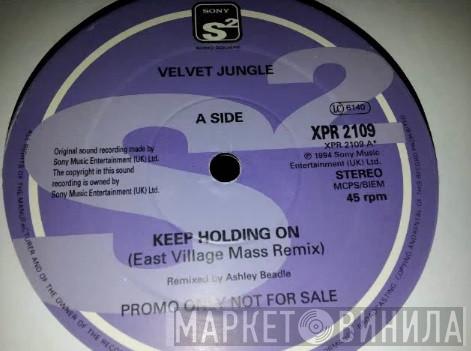 SONY
S2
VELVET JUNGLE
A SIDE
LC 6140
XPR 2109
XPR 2109 A*
℗ 1994 Sony Music
Entertainment (UK) Ltd.
STEREO
MCPS/BIEM
45 rpm
Original sound recording made by
Sony Music Entertainment (UK) Ltd.
The copyright in this sound
recording is owned by
Sony Music Entertainment (UK) Ltd.
KEEP HOLDING ON
(East Village Mass Remix)
Remixed by Ashley Beadle
PROMO ONLY NOT FOR SALE
МАРКЕТ ВИНИЛА